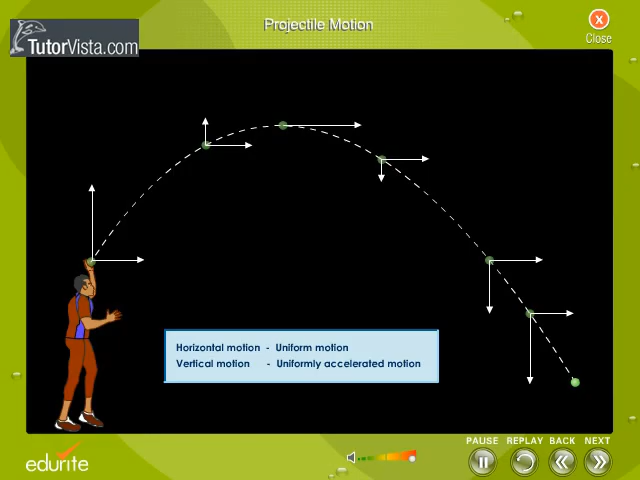 Projectile Motion
TutorVista.com
Close
Horizontal motion - Uniform motion
Vertical motion - Uniformly accelerated motion
PAUSE REPLAY BACK NEXT
edurite